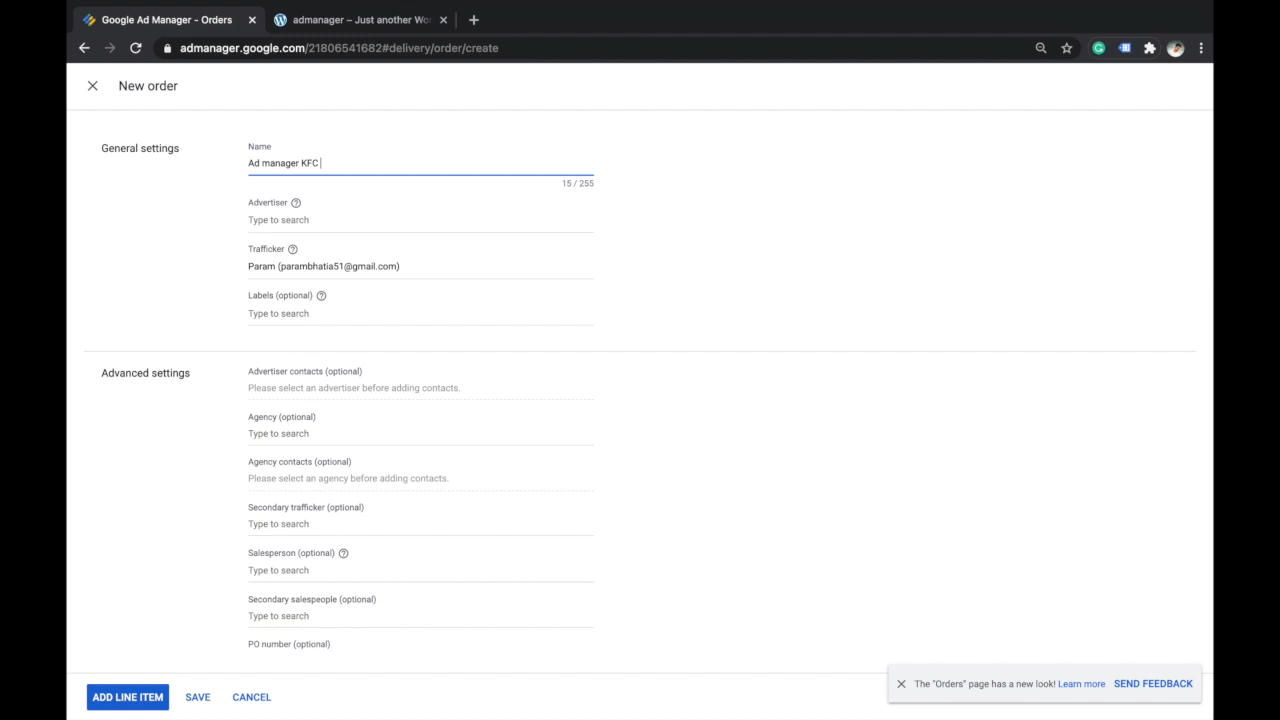 Google Ad Manager - Orders
admanager – Just another Wo
admanager.google.com/21806541682#delivery/order/create
New order
General settings
Name
Ad manager KFC
15 / 255
Advertiser
Type to search
Trafficker
Param (parambhatia51@gmail.com)
Labels (optional)
Type to search
Advanced settings
Advertiser contacts (optional)
Please select an advertiser before adding contacts.
Agency (optional)
Type to search
Agency contacts (optional)
Please select an agency before adding contacts.
Secondary trafficker (optional)
Type to search
Salesperson (optional)
Type to search
Secondary salespeople (optional)
Type to search
PO number (optional)
ADD LINE ITEM SAVE CANCEL
The "Orders" page has a new look! Learn more SEND FEEDBACK